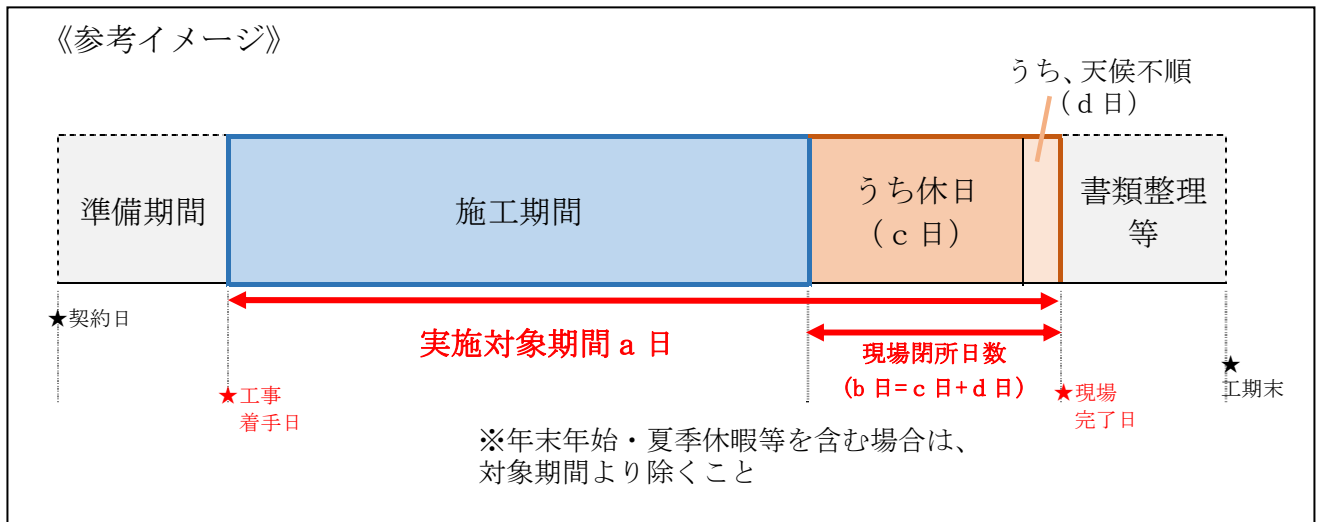 《参考イメージ》
うち、天候不順
（ｄ日）
準備期間
施工期間
うち休日
（ｃ日）
書類整理
等
★契約日
実施対象期間 a 日
現場閉所日数
(b 日=ｃ日+ｄ日)
★工事
着手日
★現場
完了日
★
工期末
※年末年始・夏季休暇等を含む場合は、
対象期間より除くこと